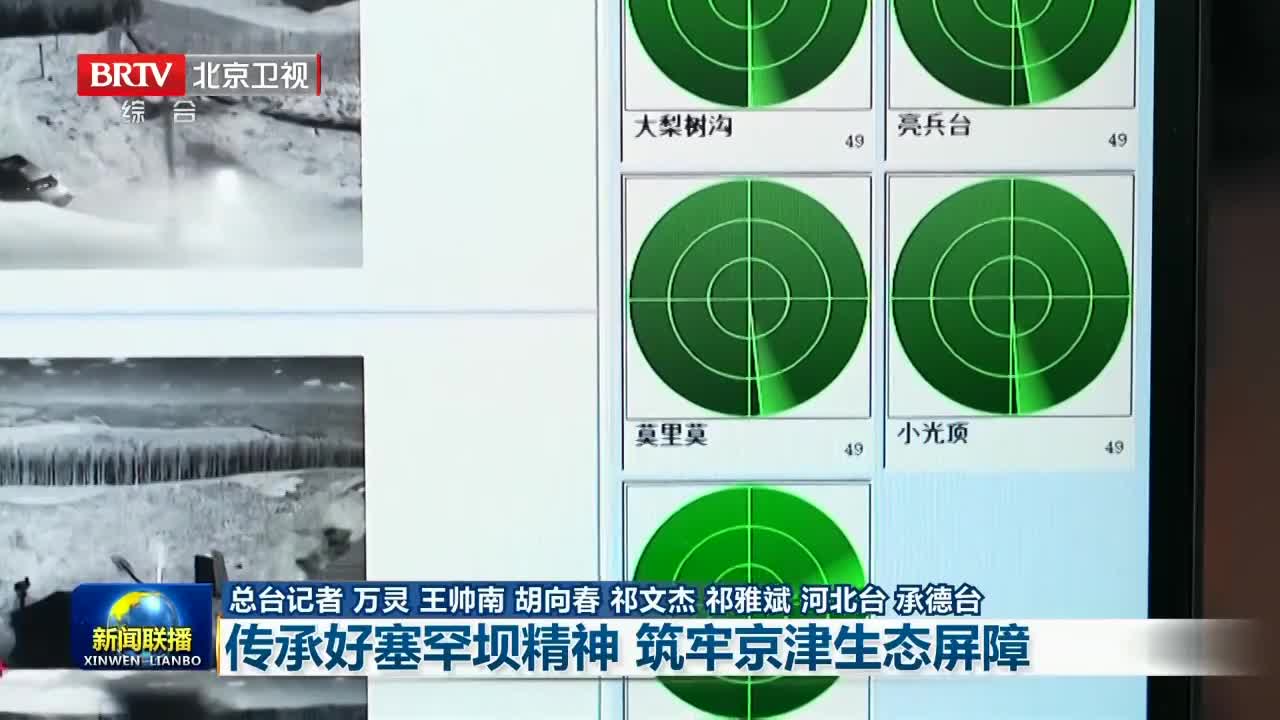 BRTV 北京卫视
综合
大梨树沟
49
亮兵台
49
莫里莫
49
小光顶
49
总台记者 万灵 王帅南 胡向春 祁文杰 祁雅斌 河北台 承德台
新闻联播
XINWEN LIANBO
传承好塞罕坝精神 筑牢京津生态屏障